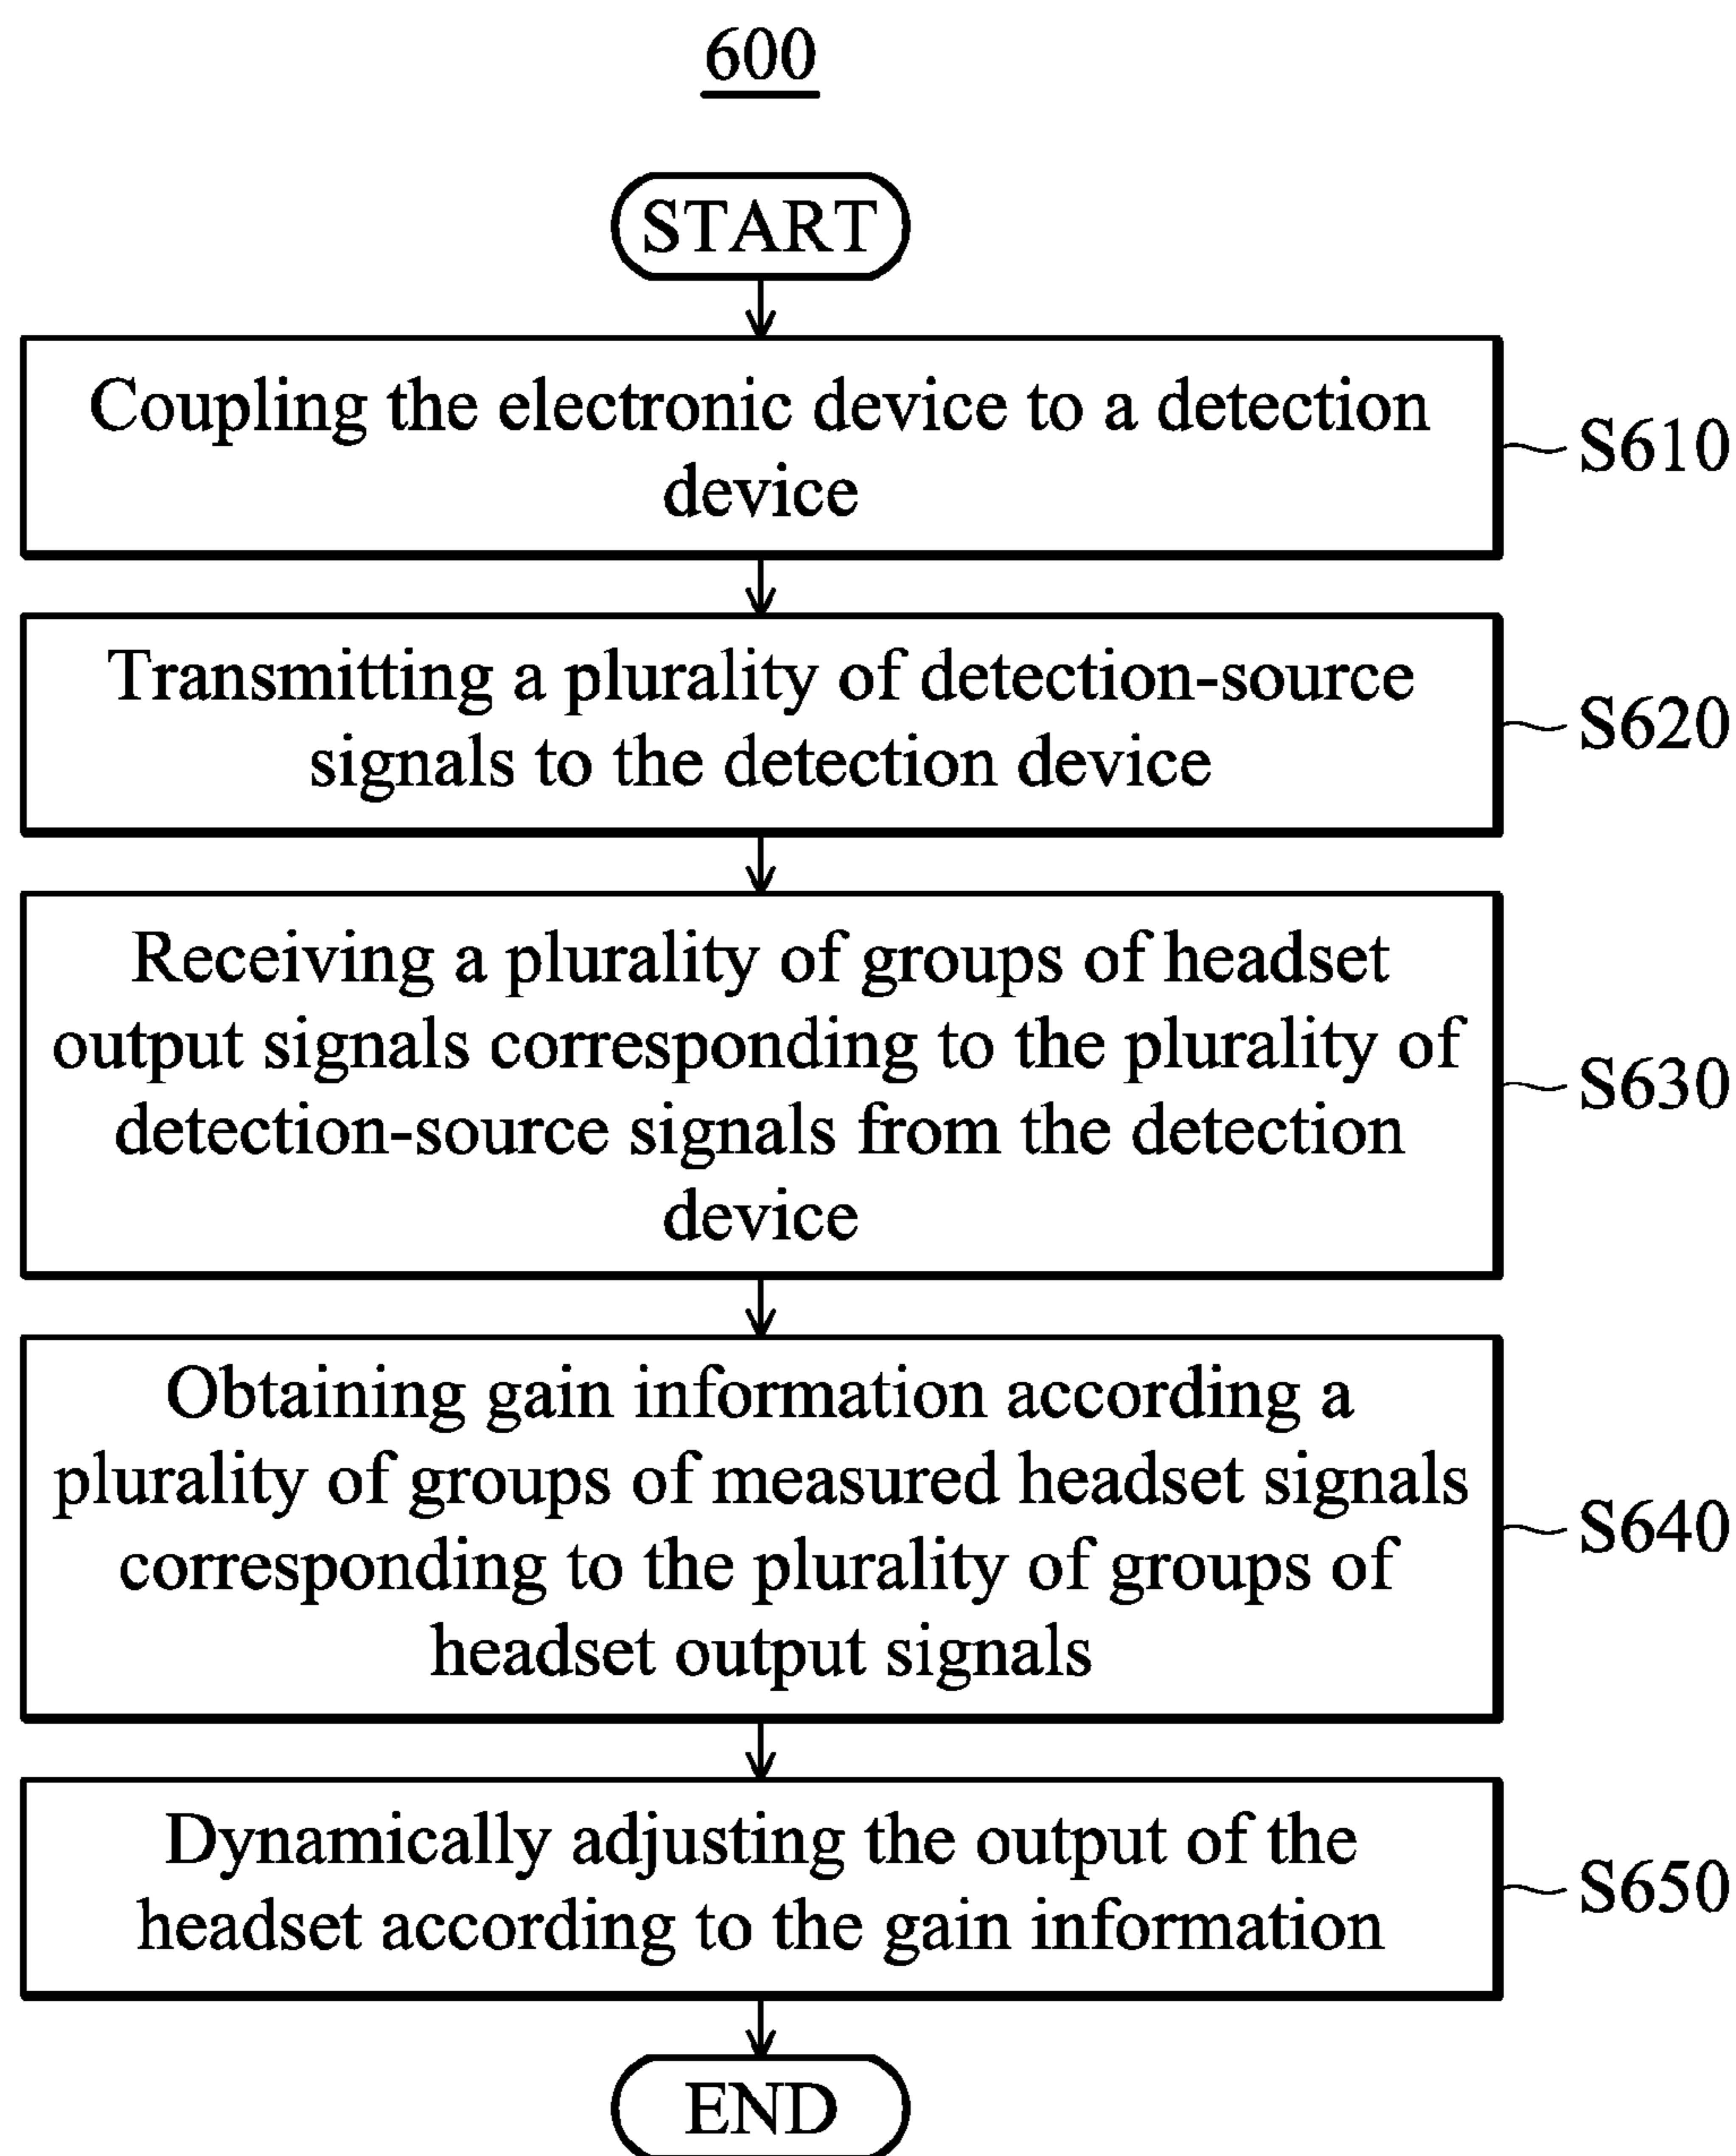 600
START
Coupling the electronic device to a detection
device
S610
Transmitting a plurality of detection-source
signals to the detection device
S620
Receiving a plurality of groups of headset
output signals corresponding to the plurality of
detection-source signals from the detection
device
S630
Obtaining gain information according a
plurality of groups of measured headset signals
corresponding to the plurality of groups of
headset output signals
S640
Dynamically adjusting the output of the
headset according to the gain information
S650
END